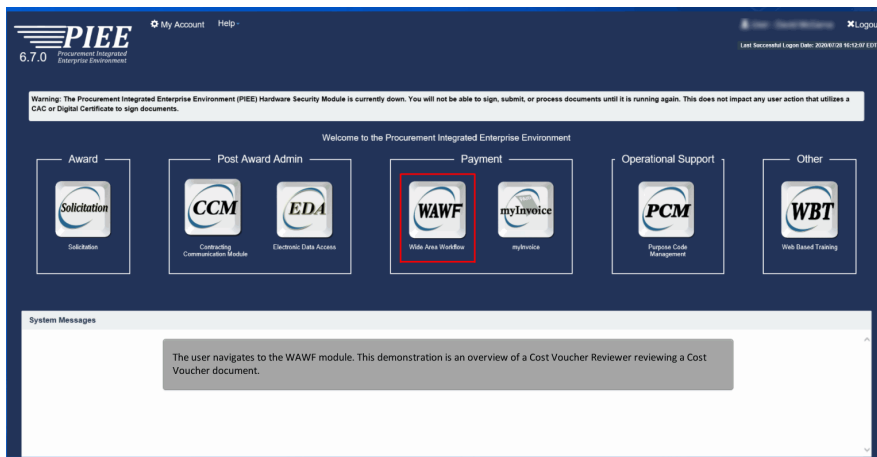 My Account Help
Logou
PIEE
6.7.0 Procurement Integrated
Enterprise Environment
Last Successful Logon Date: 2020/07/28 16:12:07 EDT
Warning: The Procurement Integrated Enterprise Environment (PIEE) Hardware Security Module is currently down. You will not be able to sign, submit, or process documents until it is running again. This does not impact any user action that utilizes a
CAC or Digital Certificate to sign documents.
Welcome to the Procurement Integrated Enterprise Environment
Award Post Award Admin Payment Operational Support Other
Solicitation CCM EDA WAWF myInvoice PCM WBT
Solicitation Contracting Electronic Data Access Wide Area Workflow myInvoice Purpose Code Web Based Training
Communication Module Management
System Messages
The user navigates to the WAWF module. This demonstration is an overview of a Cost Voucher Reviewer reviewing a Cost
Voucher document.